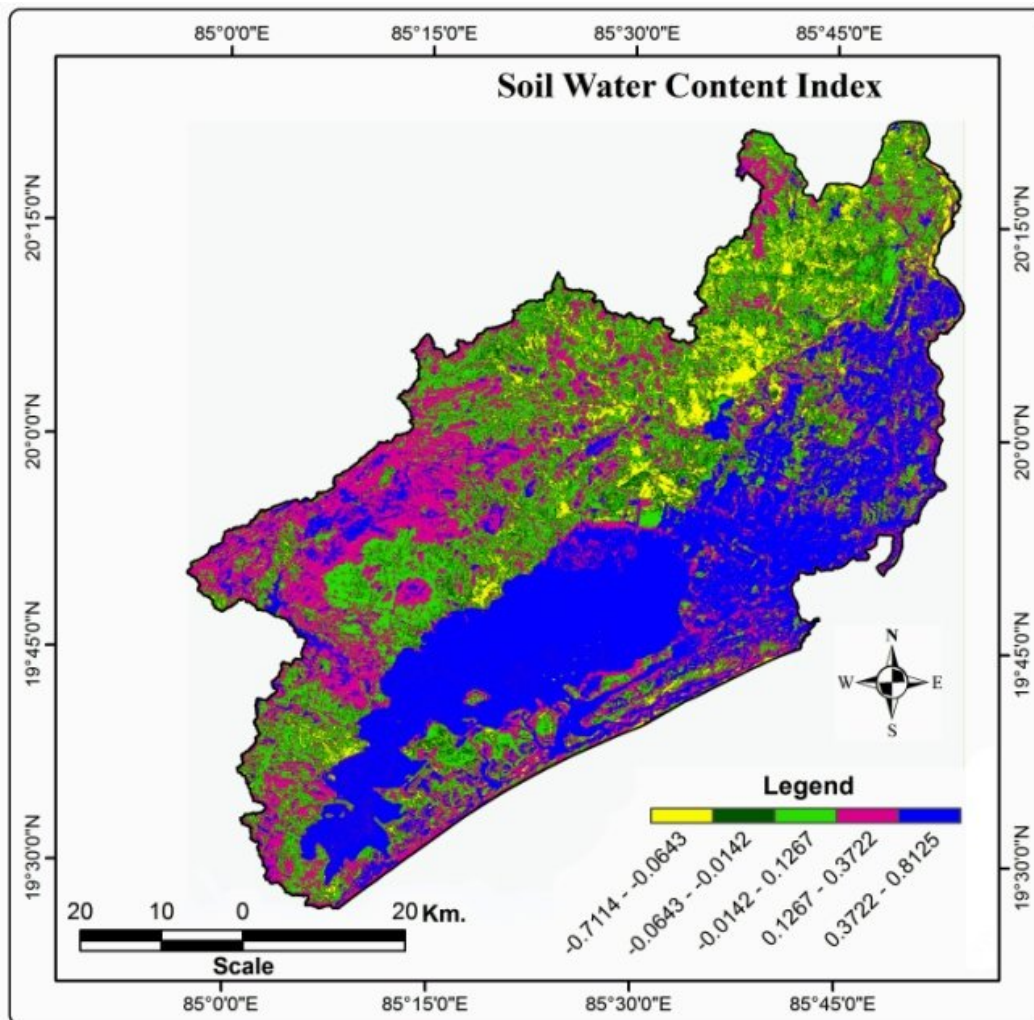 85°0'0"E 85°15'0"E 85°30'0"E 85°45'0"E
Soil Water Content Index
20°15'0"N
20°0'0"N
19°45'0"N
19°30'0"N
20°15'0"N
20°0'0"N
19°45'0"N
19°30'0"N
N
W E
S
Legend
-0.7114 - -0.0643
-0.0643 - -0.0142
-0.0142 - 0.1267
0.1267 - 0.3722
0.3722 - 0.8125
20 10 0 20 Km.
Scale
85°0'0"E 85°15'0"E 85°30'0"E 85°45'0"E